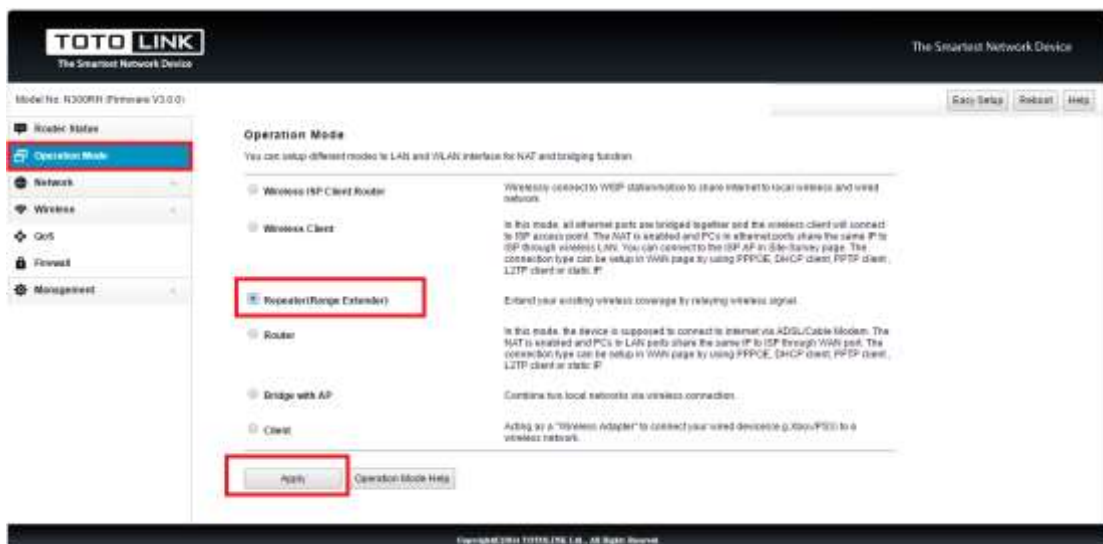 TOTO LINK
The Smartest Network Device
The Smartest Network Device
Model No. N300RH (Firmware V3.0.0)
Easy Setup Reboot Help
Router Status
Operation Mode
Network
Wireless
QoS
Firewall
Management
Operation Mode
You can setup different modes to LAN and WLAN interface for NAT and bridging function.
Wireless ISP Client Router
Wirelessly connect to WISP station to share internet to local wireless and wired
network.
Wireless Client
In this mode, all ethernet ports are bridged together and the wireless client will connect
to ISP access point. The NAT is enabled and PCs in ethernet ports share the same IP to
ISP through wireless LAN. You can connect to the ISP AP in Site-Survey page. The
connection type can be setup in WAN page by using PPPOE, DHCP client, PPTP client ,
L2TP client or static IP
Repeater(Range Extender)
Extend your existing wireless coverage by relaying wireless signal.
Router
In this mode, the device is supposed to connect to internet via ADSL/Cable Modem. The
NAT is enabled and PCs in LAN ports share the same IP to ISP through WAN port. The
connection type can be setup in WAN page by using PPPOE, DHCP client, PPTP client ,
L2TP client or static IP
Bridge with AP
Combine two local networks via wireless connection.
Client
Acting as a "Wireless Adapter" to connect your wired device(e.g.Xbox/PS3) to a
wireless network.
Apply Operation Mode Help
Copyright©2014 TOTOLINK Ltd., All Rights Reserved.